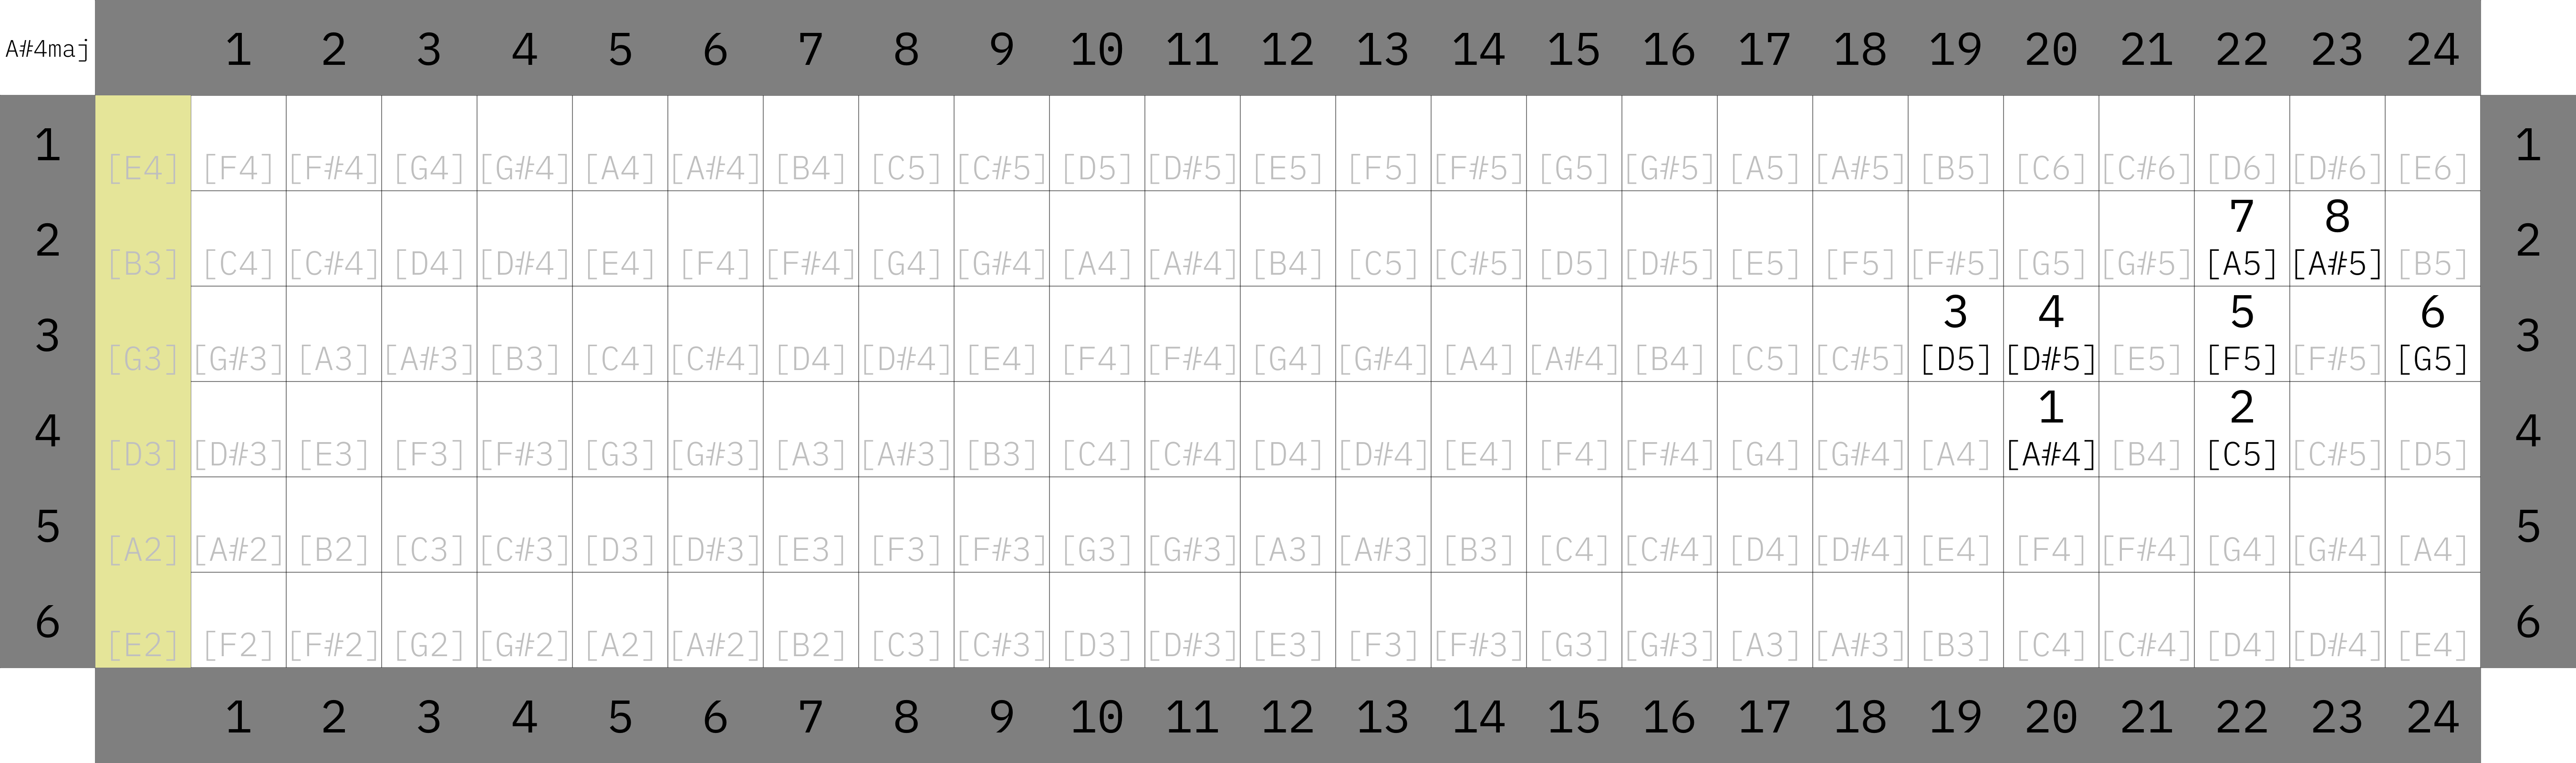 A#4maj 1 2 3 4 5 6 7 8 9 10 11 12 13 14 15 16 17 18 19 20 21 22 23 24
1 [E4] [F4] [F#4] [G4] [G#4] [A4] [A#4] [B4] [C5] [C#5] [D5] [D#5] [E5] [F5] [F#5] [G5] [G#5] [A5] [A#5] [B5] [C6] [C#6] [D6] [D#6] [E6] 1
7 8
2 [B3] [C4] [C#4] [D4] [D#4] [E4] [F4] [F#4] [G4] [G#4] [A4] [A#4] [B4] [C5] [C#5] [D5] [D#5] [E5] [F5] [F#5] [G5] [G#5] [A5] [A#5] [B5] 2
3 4 5 6
3 [G3] [G#3] [A3] [A#3] [B3] [C4] [C#4] [D4] [D#4] [E4] [F4] [F#4] [G4] [G#4] [A4] [A#4] [B4] [C5] [C#5] [D5] [D#5] [E5] [F5] [F#5] [G5] 3
1 2
4 [D3] [D#3] [E3] [F3] [F#3] [G3] [G#3] [A3] [A#3] [B3] [C4] [C#4] [D4] [D#4] [E4] [F4] [F#4] [G4] [G#4] [A4] [A#4] [B4] [C5] [C#5] [D5] 4
5 [A2] [A#2] [B2] [C3] [C#3] [D3] [D#3] [E3] [F3] [F#3] [G3] [G#3] [A3] [A#3] [B3] [C4] [C#4] [D4] [D#4] [E4] [F4] [F#4] [G4] [G#4] [A4] 5
6 [E2] [F2] [F#2] [G2] [G#2] [A2] [A#2] [B2] [C3] [C#3] [D3] [D#3] [E3] [F3] [F#3] [G3] [G#3] [A3] [A#3] [B3] [C4] [C#4] [D4] [D#4] [E4] 6
1 2 3 4 5 6 7 8 9 10 11 12 13 14 15 16 17 18 19 20 21 22 23 24